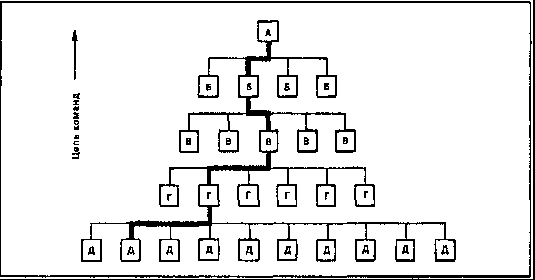 Цепь команд
А
Б Б Б Б
В В В В В
Г Г Г Г Г Г
Д Д Д Д Д Д Д Д Д Д